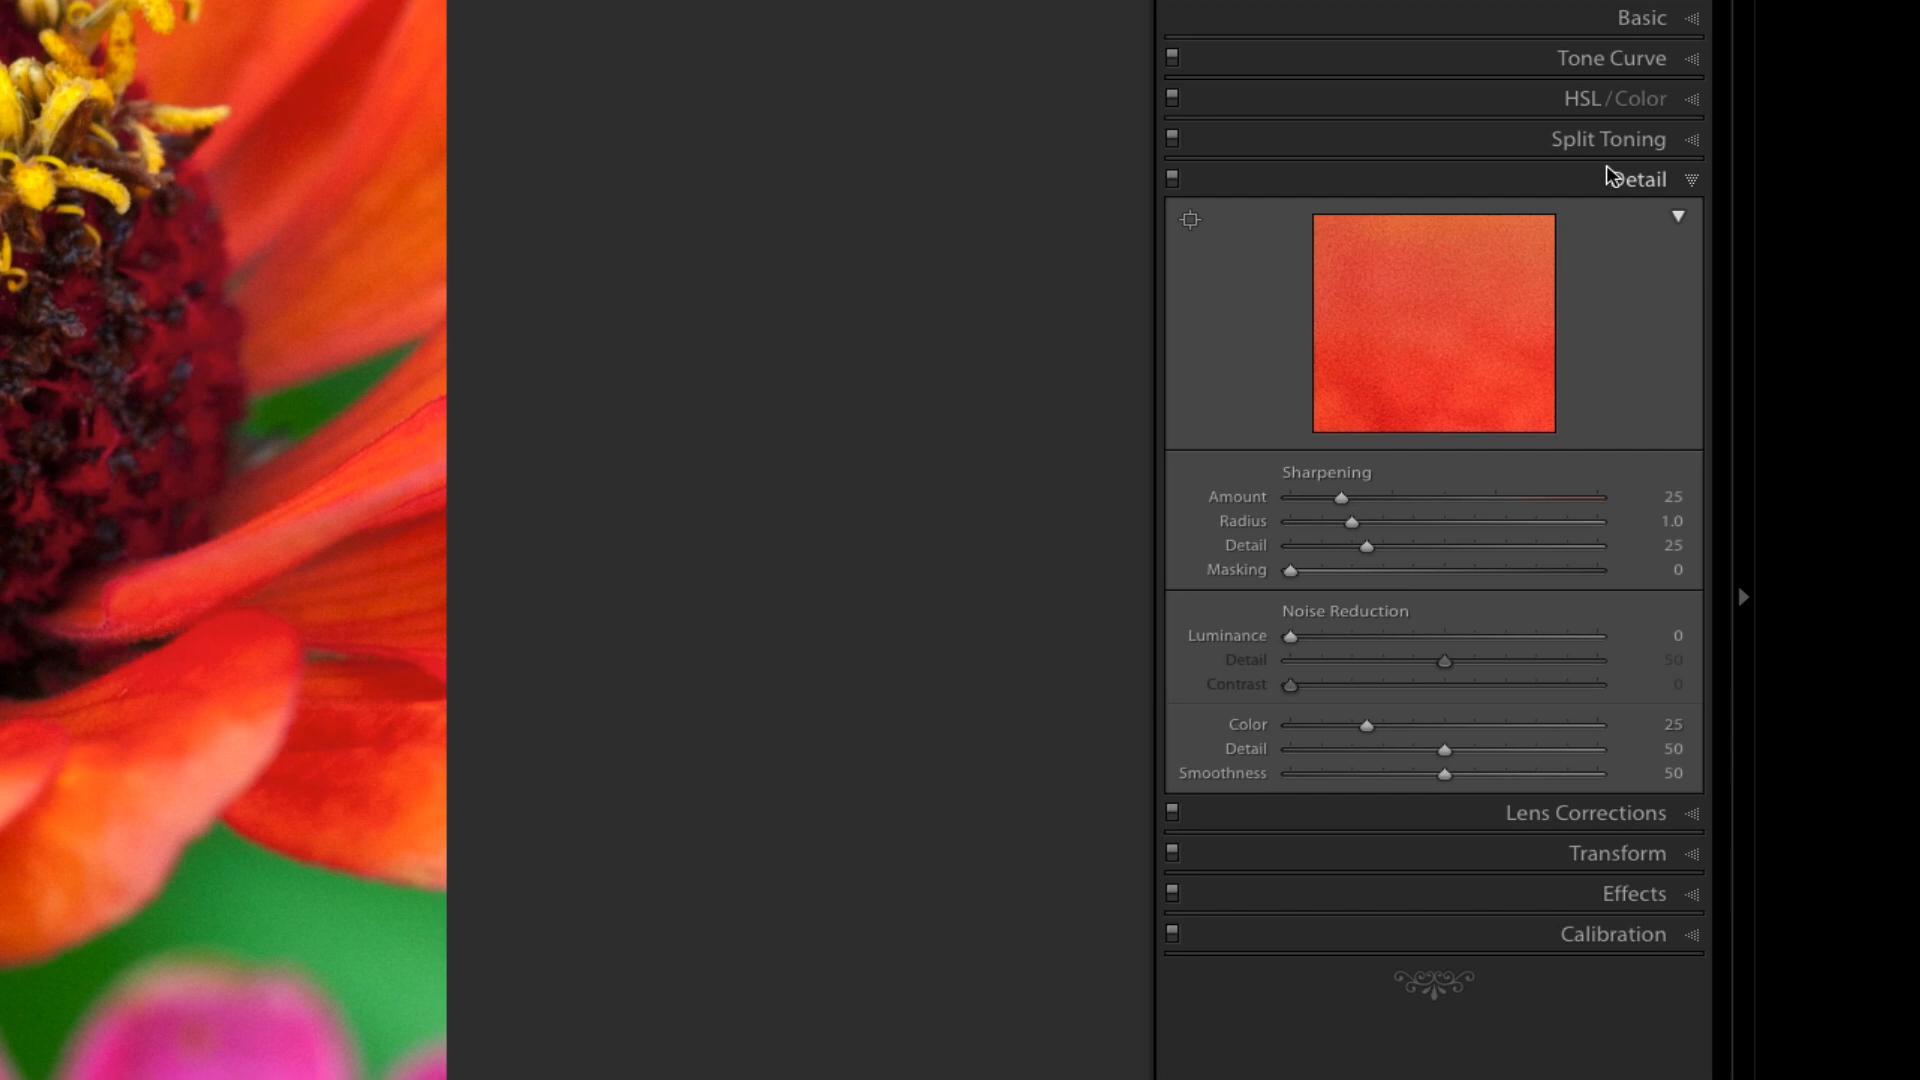 Basic
Tone Curve
HSL / Color
Split Toning
Detail
Sharpening
Amount 25
Radius 1.0
Detail 25
Masking 0
Noise Reduction
Luminance 0
Detail 50
Contrast 0
Color 25
Detail 50
Smoothness 50
Lens Corrections
Transform
Effects
Calibration